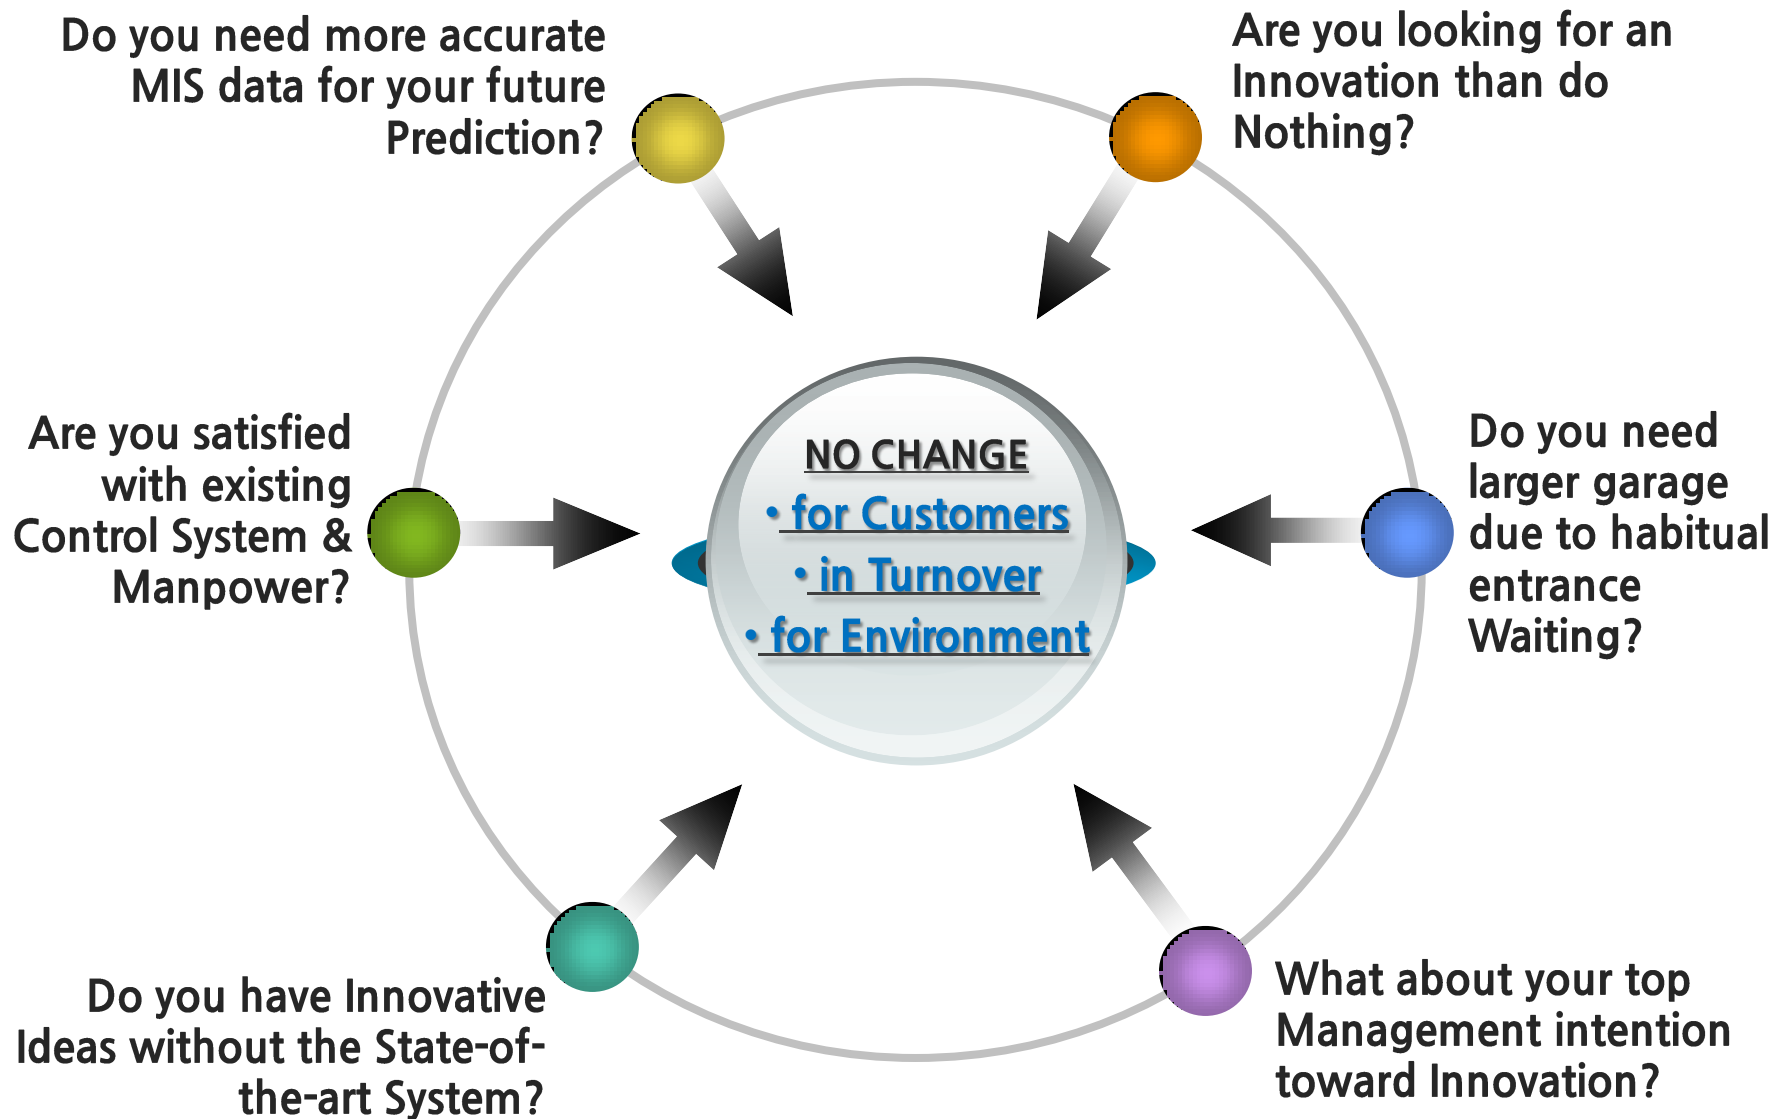 Do you need more accurate
MIS data for your future
Prediction?
Are you looking for an
Innovation than do
Nothing?
Are you satisfied
with existing
Control System &
Manpower?
NO CHANGE
• for Customers
• in Turnover
• for Environment
Do you need
larger garage
due to habitual
entrance
Waiting?
Do you have Innovative
Ideas without the State-of-
the-art System?
What about your top
Management intention
toward Innovation?